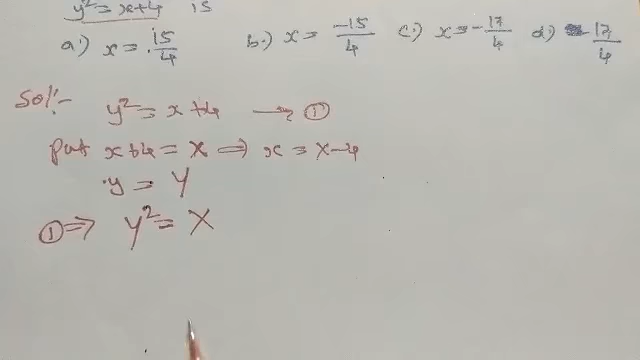 y² = x+4 is
a.) x = 15/4 b.) x = -15/4 c.) x = -17/4 d.) -17/4
Sol:-
y² = x+4 → ①
put x+4 = X ⟹ x = X-4
y = Y
① ⟹ Y² = X